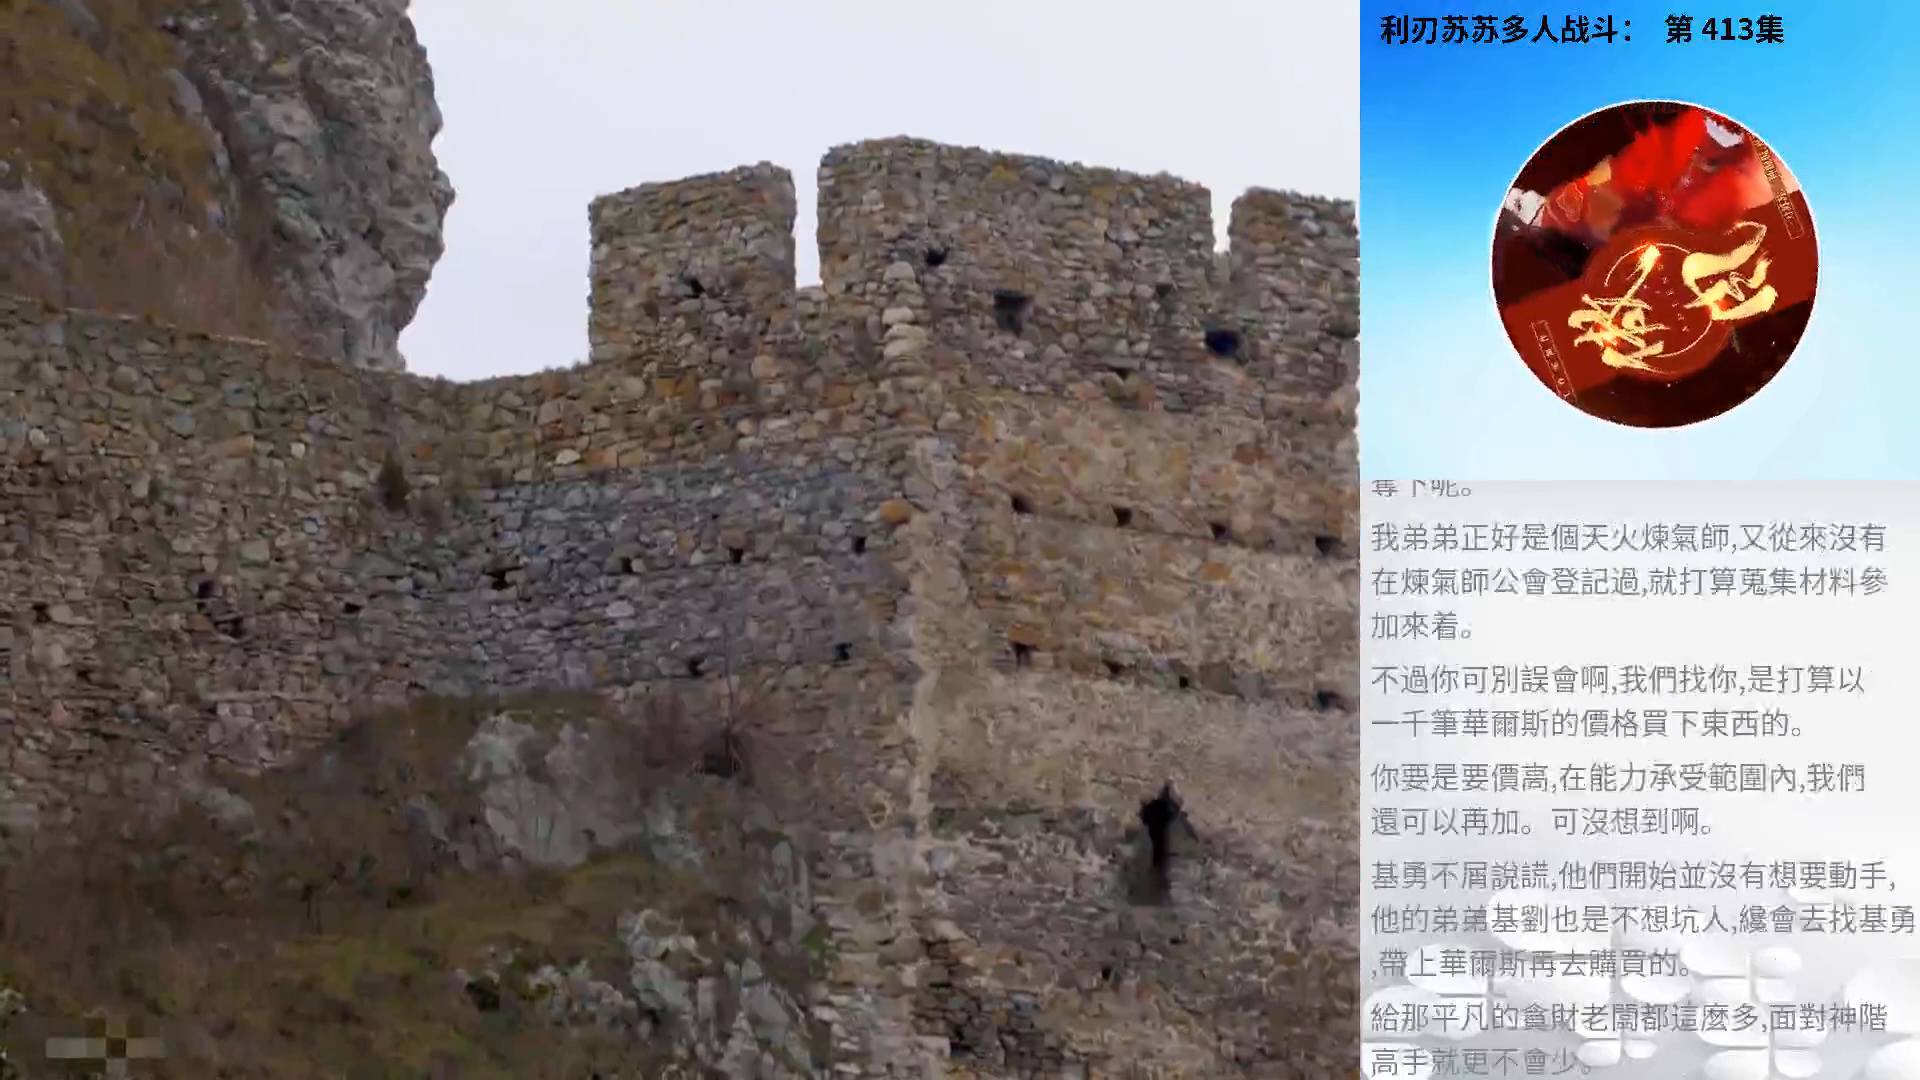 利刃苏苏多人战斗： 第 413集
奪下呢。
我弟弟正好是個天火煉氣師,又從來沒有
在煉氣師公會登記過,就打算蒐集材料參
加來着。
不過你可別誤會啊,我們找你,是打算以
一千筆華爾斯的價格買下東西的。
你要是要價高,在能力承受範圍內,我們
還可以再加。可沒想到啊。
基勇不屑說謊,他們開始並沒有想要動手,
他的弟弟基劉也是不想坑人,纔會去找基勇
,帶上華爾斯再去購買的。
給那平凡的貪財老闆都這麼多,面對神階
高手就更不會少。